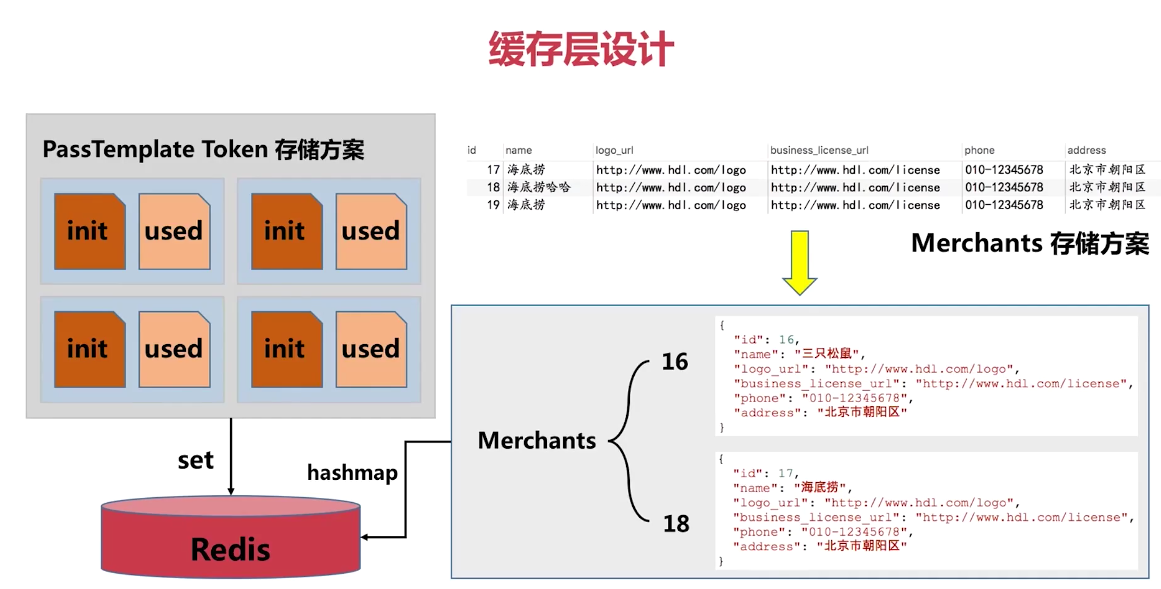 缓存层设计
PassTemplate Token 存储方案
init used init used
init used init used
set
hashmap
Redis
id name logo_url business_license_url phone address
17 海底捞 http://www.hdl.com/logo http://www.hdl.com/license 010-12345678 北京市朝阳区
18 海底捞哈哈 http://www.hdl.com/logo http://www.hdl.com/license 010-12345678 北京市朝阳区
19 海底捞 http://www.hdl.com/logo http://www.hdl.com/license 010-12345678 北京市朝阳区
Merchants 存储方案
Merchants
16
{
"id": 16,
"name": "三只松鼠",
"logo_url": "http://www.hdl.com/logo",
"business_license_url": "http://www.hdl.com/license",
"phone": "010-12345678",
"address": "北京市朝阳区"
}
18
{
"id": 17,
"name": "海底捞",
"logo_url": "http://www.hdl.com/logo",
"business_license_url": "http://www.hdl.com/license",
"phone": "010-12345678",
"address": "北京市朝阳区"
}